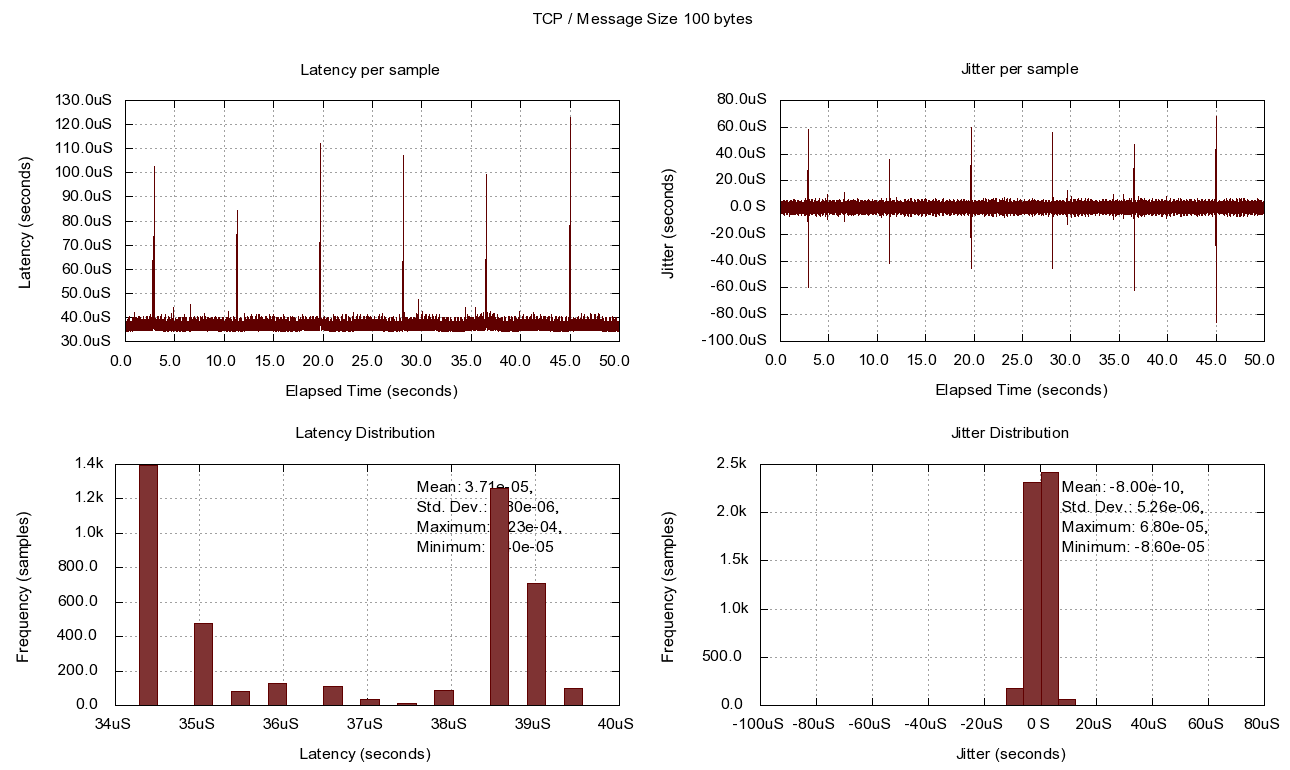 TCP / Message Size 100 bytes
Latency per sample
130.0uS
120.0uS
110.0uS
100.0uS
90.0uS
80.0uS
70.0uS
60.0uS
50.0uS
40.0uS
30.0uS
Latency (seconds)
0.0 5.0 10.0 15.0 20.0 25.0 30.0 35.0 40.0 45.0 50.0
Elapsed Time (seconds)
Jitter per sample
80.0uS
60.0uS
40.0uS
20.0uS
0.0 S
-20.0uS
-40.0uS
-60.0uS
-80.0uS
-100.0uS
Jitter (seconds)
0.0 5.0 10.0 15.0 20.0 25.0 30.0 35.0 40.0 45.0 50.0
Elapsed Time (seconds)
Latency Distribution
1.4k
1.2k
1.0k
800.0
600.0
400.0
200.0
0.0
Frequency (samples)
Mean: 3.71e-05,
Std. Dev.:
Maximum:
Minimum:
34uS 35uS 36uS 37uS 38uS 39uS 40uS
Latency (seconds)
Jitter Distribution
2.5k
2.0k
1.5k
1.0k
500.0
0.0
Frequency (samples)
Mean: -8.00e-10,
Std. Dev.: 5.26e-06,
Maximum: 6.80e-05,
Minimum: -8.60e-05
-100uS -80uS -60uS -40uS -20uS 0 S 20uS 40uS 60uS 80uS
Jitter (seconds)